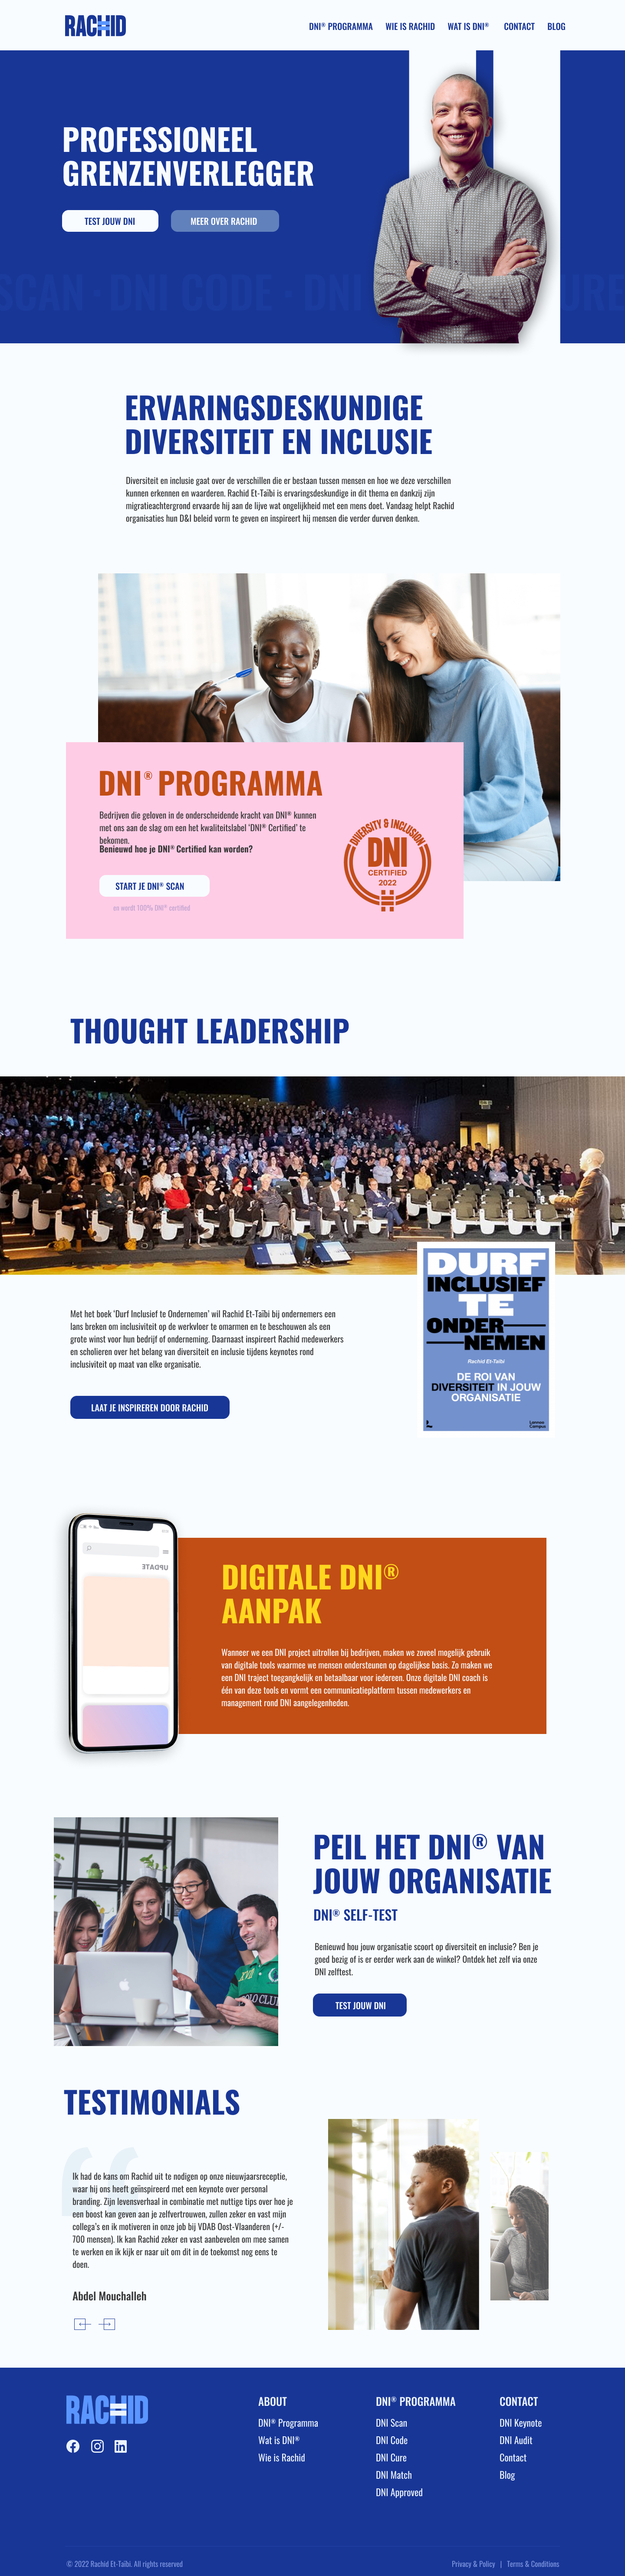 RACHID
DNI® PROGRAMMA WIE IS RACHID WAT IS DNI® CONTACT BLOG
PROFESSIONEEL
GRENZENVERLEGGER
TEST JOUW DNI MEER OVER RACHID
SCAN · DNI CODE · DNI URE
ERVARINGSDESKUNDIGE
DIVERSITEIT EN INCLUSIE
Diversiteit en inclusie gaat over de verschillen die er bestaan tussen mensen en hoe we deze verschillen
kunnen erkennen en waarderen. Rachid Et-Taïbi is ervaringsdeskundige in dit thema en dankzij zijn
migratieachtergrond ervaarde hij aan de lijve wat ongelijkheid met een mens doet. Vandaag helpt Rachid
organisaties hun D&I beleid vorm te geven en inspireert hij mensen die verder durven denken.
DNI® PROGRAMMA
Bedrijven die geloven in de onderscheidende kracht van DNI® kunnen
met ons aan de slag om een het kwaliteitslabel 'DNI® Certified' te
bekomen.
Benieuwd hoe je DNI® Certified kan worden?
START JE DNI® SCAN
en wordt 100% DNI® certified
DIVERSITY & INCLUSION
DNI
CERTIFIED
2022
THOUGHT LEADERSHIP
Met het boek 'Durf Inclusief te Ondernemen' wil Rachid Et-Taïbi bij ondernemers een
lans breken om inclusiviteit op de werkvloer te omarmen en te beschouwen als een
grote winst voor hun bedrijf of onderneming. Daarnaast inspireert Rachid medewerkers
en scholieren over het belang van diversiteit en inclusie tijdens keynotes rond
inclusiviteit op maat van elke organisatie.
LAAT JE INSPIREREN DOOR RACHID
DURF
INCLUSIEF
TE
ONDER-
NEMEN
Rachid Et-Taïbi
DE ROI VAN
DIVERSITEIT IN JOUW
ORGANISATIE
Lannoo
Campus
UPDATE
DIGITALE DNI®
AANPAK
Wanneer we een DNI project uitrollen bij bedrijven, maken we zoveel mogelijk gebruik
van digitale tools waarmee we mensen ondersteunen op dagelijkse basis. Zo maken we
een DNI traject toegankelijk en betaalbaar voor iedereen. Onze digitale DNI coach is
één van deze tools en vormt een communicatieplatform tussen medewerkers en
management rond DNI aangelegenheden.
PEIL HET DNI® VAN
JOUW ORGANISATIE
DNI® SELF-TEST
Benieuwd hou jouw organisatie scoort op diversiteit en inclusie? Ben je
goed bezig of is er eerder werk aan de winkel? Ontdek het zelf via onze
DNI zelftest.
TEST JOUW DNI
POLO CLUB
TESTIMONIALS
Ik had de kans om Rachid uit te nodigen op onze nieuwjaarsreceptie,
waar hij ons heeft geïnspireerd met een keynote over personal
branding. Zijn levensverhaal in combinatie met nuttige tips over hoe je
een boost kan geven aan je zelfvertrouwen, zullen zeker en vast mijn
collega's en ik motiveren in onze job bij VDAB Oost-Vlaanderen (+/-
700 mensen). Ik kan Rachid zeker en vast aanbevelen om mee samen
te werken en ik kijk er naar uit om dit in de toekomst nog eens te
doen.
Abdel Mouchalleh
RACHID
ABOUT
DNI® Programma
Wat is DNI®
Wie is Rachid
DNI® PROGRAMMA
DNI Scan
DNI Code
DNI Cure
DNI Match
DNI Approved
CONTACT
DNI Keynote
DNI Audit
Contact
Blog
© 2022 Rachid Et-Taïbi. All rights reserved
Privacy & Policy | Terms & Conditions